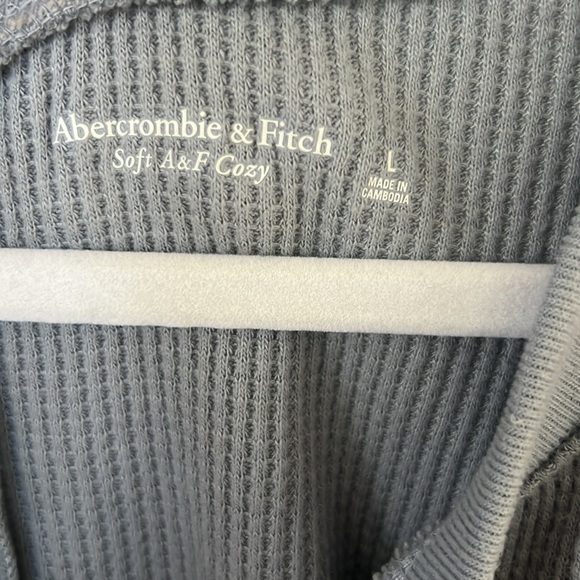 Abercrombie & Fitch
Soft A&F Cozy
L
MADE IN
CAMBODIA